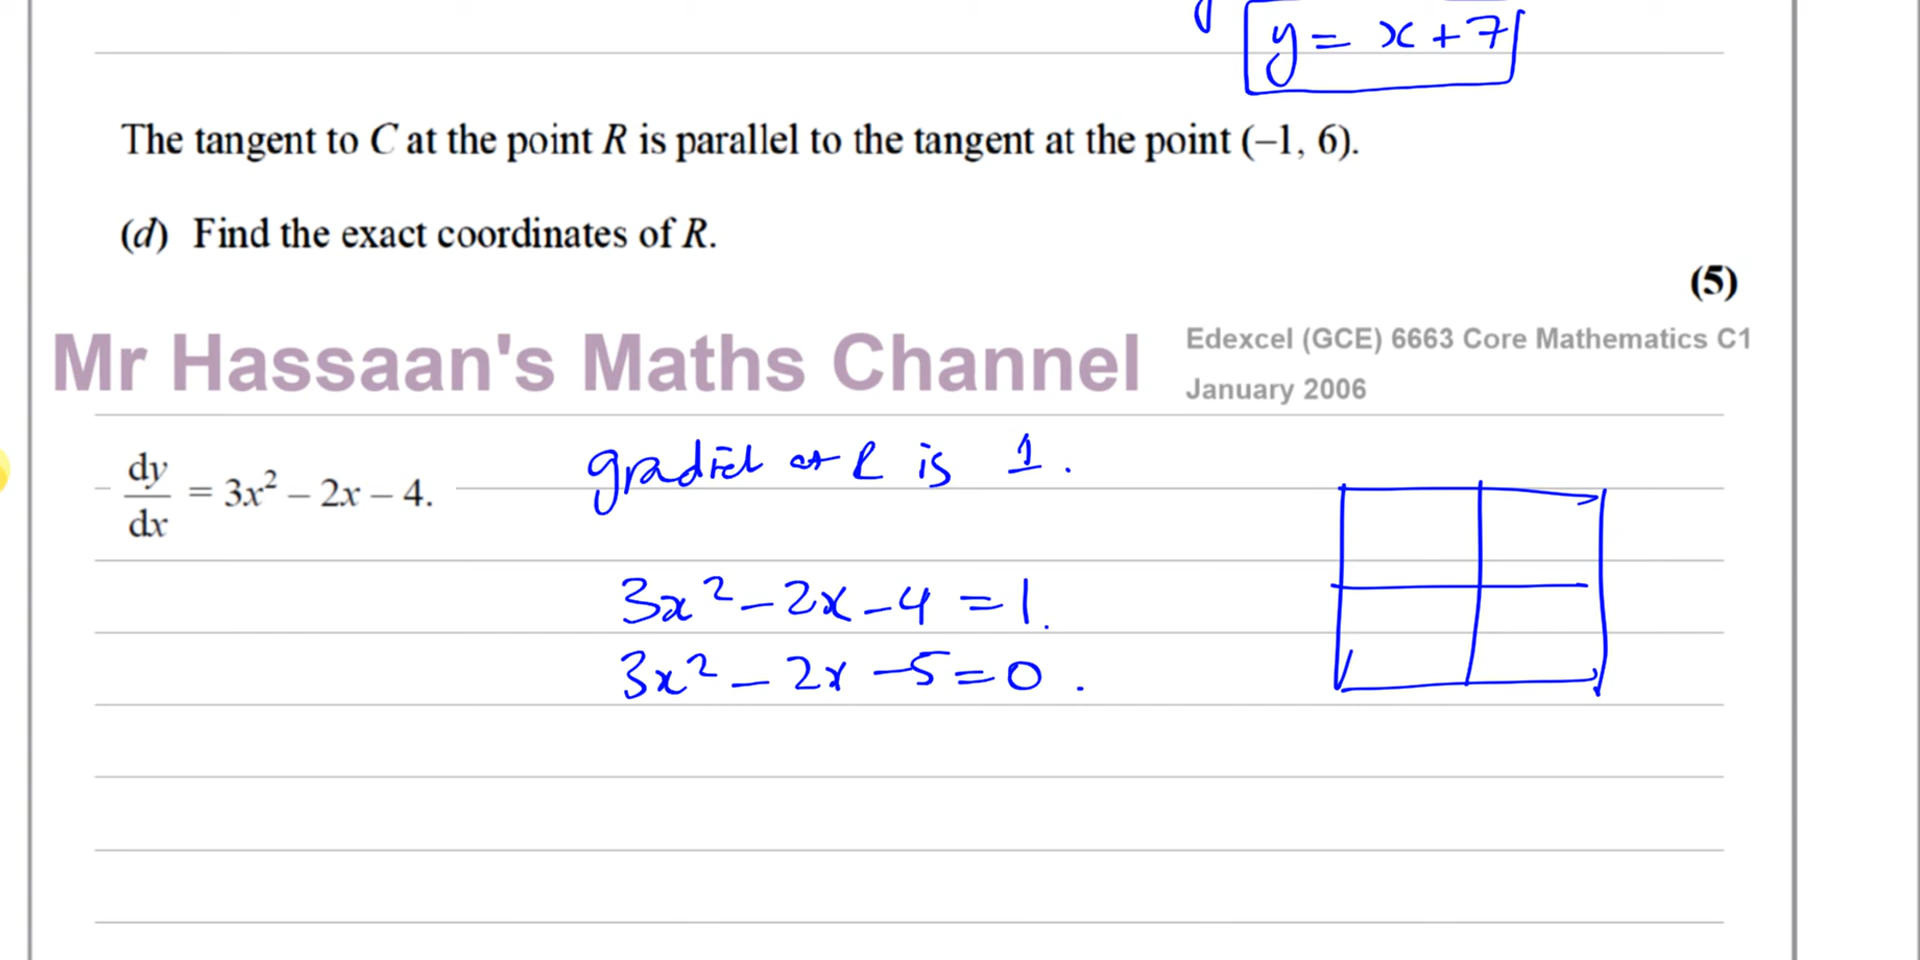 y = x + 7
The tangent to C at the point R is parallel to the tangent at the point (–1, 6).
(d) Find the exact coordinates of R.
(5)
Mr Hassaan's Maths Channel
Edexcel (GCE) 6663 Core Mathematics C1
January 2006
dy/dx = 3x² – 2x – 4.
gradiet at R is 1.
3x² – 2x – 4 = 1.
3x² – 2x – 5 = 0.